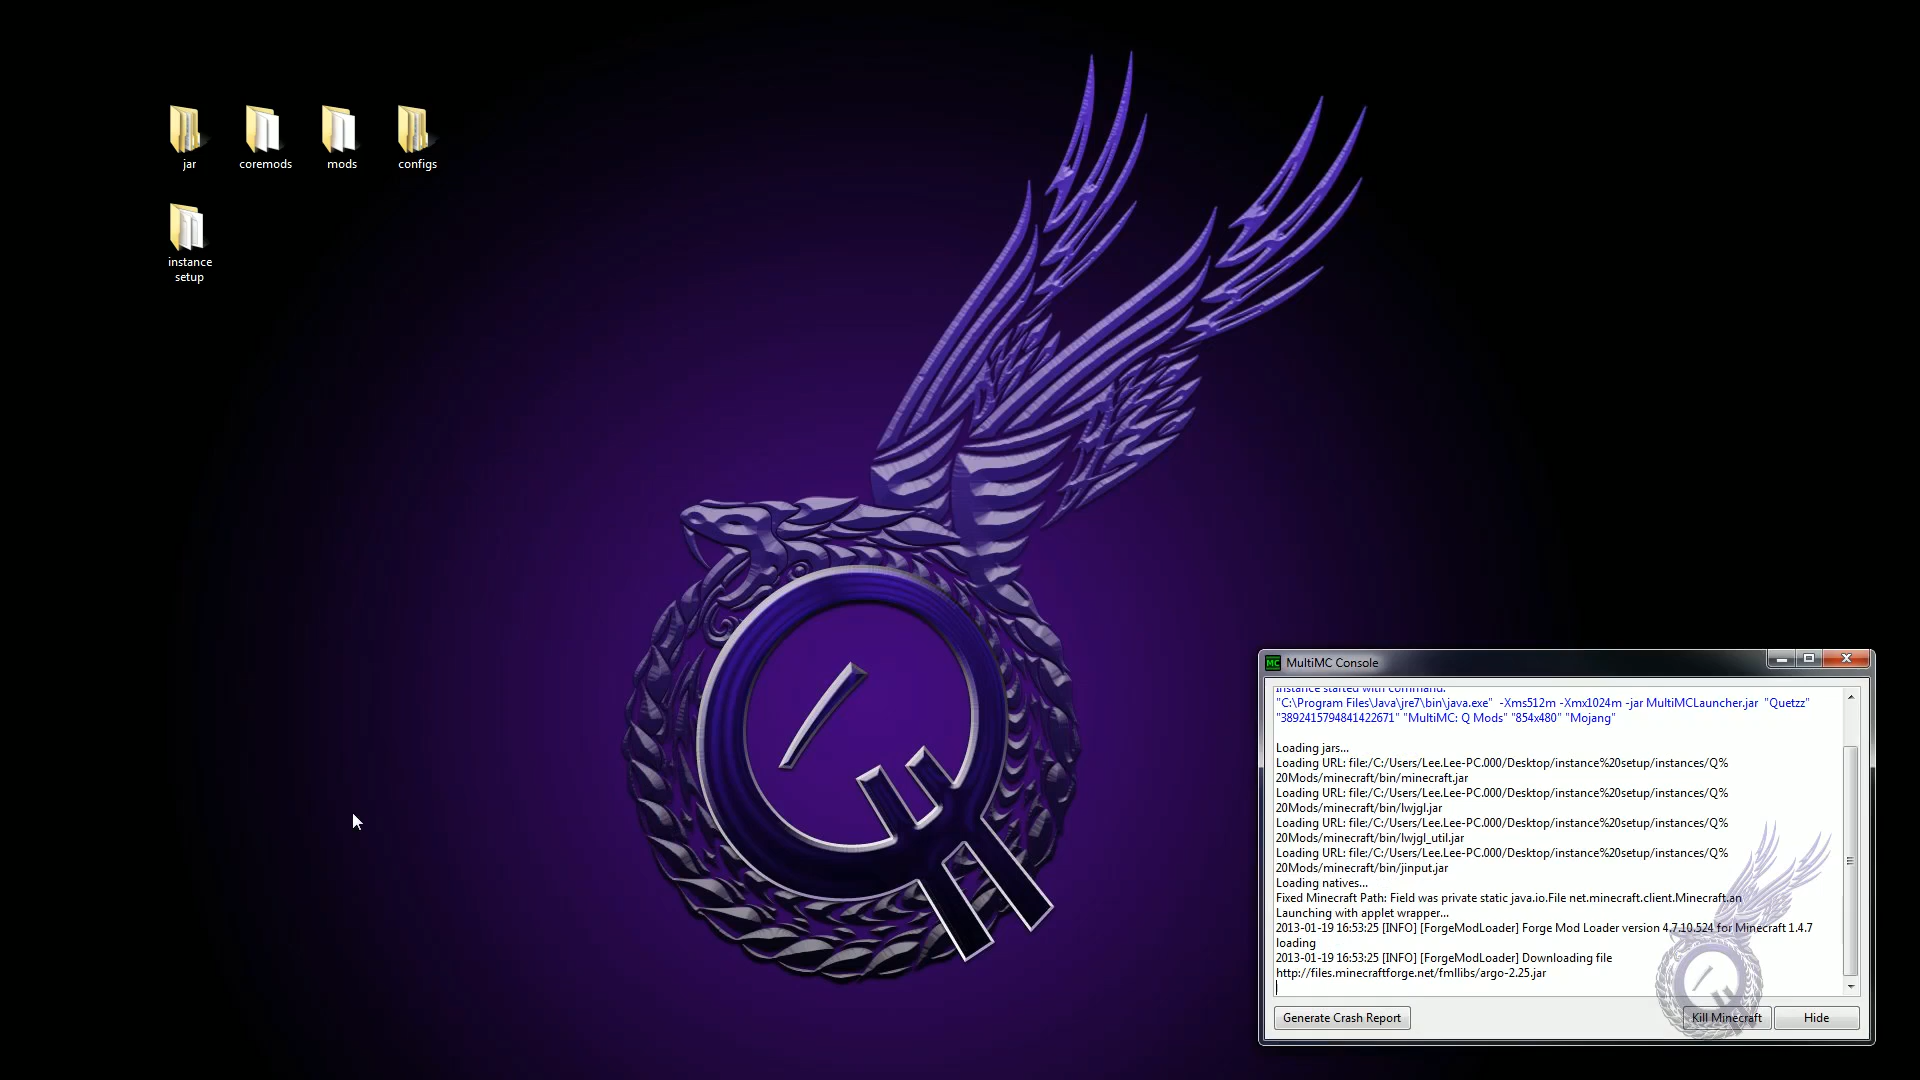 jar
coremods
mods
configs
instance
setup
MultiMC Console
Instance started with command:
"C:\Program Files\Java\jre7\bin\java.exe"  -Xms512m -Xmx1024m -jar MultiMCLauncher.jar  "Quetzz"
"3892415794841422671" "MultiMC: Q Mods" "854x480" "Mojang"
Loading jars...
Loading URL: file:/C:/Users/Lee.Lee-PC.000/Desktop/instance%20setup/instances/Q%
20Mods/minecraft/bin/minecraft.jar
Loading URL: file:/C:/Users/Lee.Lee-PC.000/Desktop/instance%20setup/instances/Q%
20Mods/minecraft/bin/lwjgl.jar
Loading URL: file:/C:/Users/Lee.Lee-PC.000/Desktop/instance%20setup/instances/Q%
20Mods/minecraft/bin/lwjgl_util.jar
Loading URL: file:/C:/Users/Lee.Lee-PC.000/Desktop/instance%20setup/instances/Q%
20Mods/minecraft/bin/jinput.jar
Loading natives...
Fixed Minecraft Path: Field was private static java.io.File net.minecraft.client.Minecraft.an
Launching with applet wrapper...
2013-01-19 16:53:25 [INFO] [ForgeModLoader] Forge Mod Loader version 4.7.10.524 for Minecraft 1.4.7
loading
2013-01-19 16:53:25 [INFO] [ForgeModLoader] Downloading file
http://files.minecraftforge.net/fmllibs/argo-2.25.jar
Generate Crash Report
Kill Minecraft
Hide